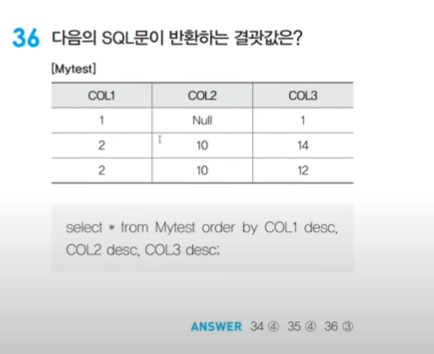 36 다음의 SQL문이 반환하는 결괏값은?
[Mytest]
COL1 COL2 COL3
1 Null 1
2 10 14
2 10 12
select * from Mytest order by COL1 desc,
COL2 desc, COL3 desc;
ANSWER 34 ④ 35 ④ 36 ③